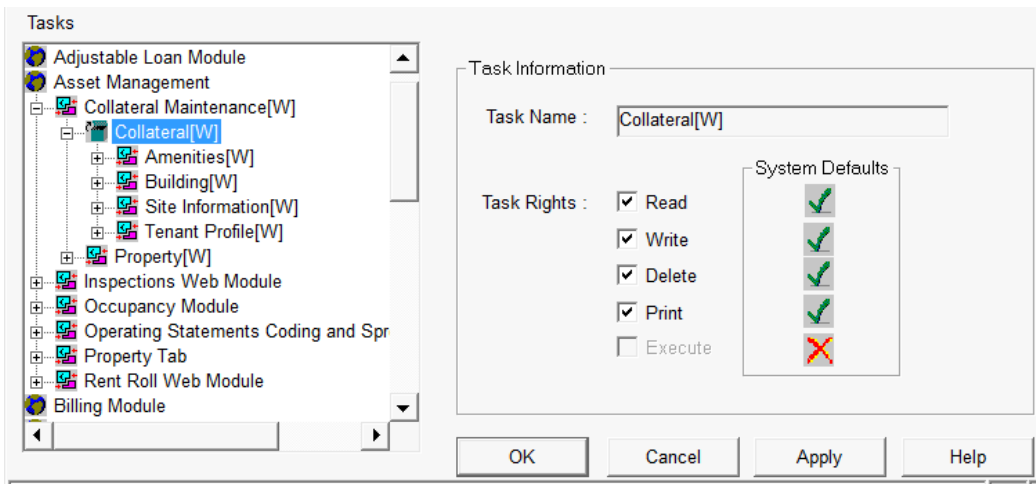 Tasks
Adjustable Loan Module
Asset Management
Collateral Maintenance[W]
Collateral[W]
Amenities[W]
Building[W]
Site Information[W]
Tenant Profile[W]
Property[W]
Inspections Web Module
Occupancy Module
Operating Statements Coding and Spr
Property Tab
Rent Roll Web Module
Billing Module
Task Information
Task Name : Collateral[W]
System Defaults
Task Rights : Read
Write
Delete
Print
Execute
OK Cancel Apply Help